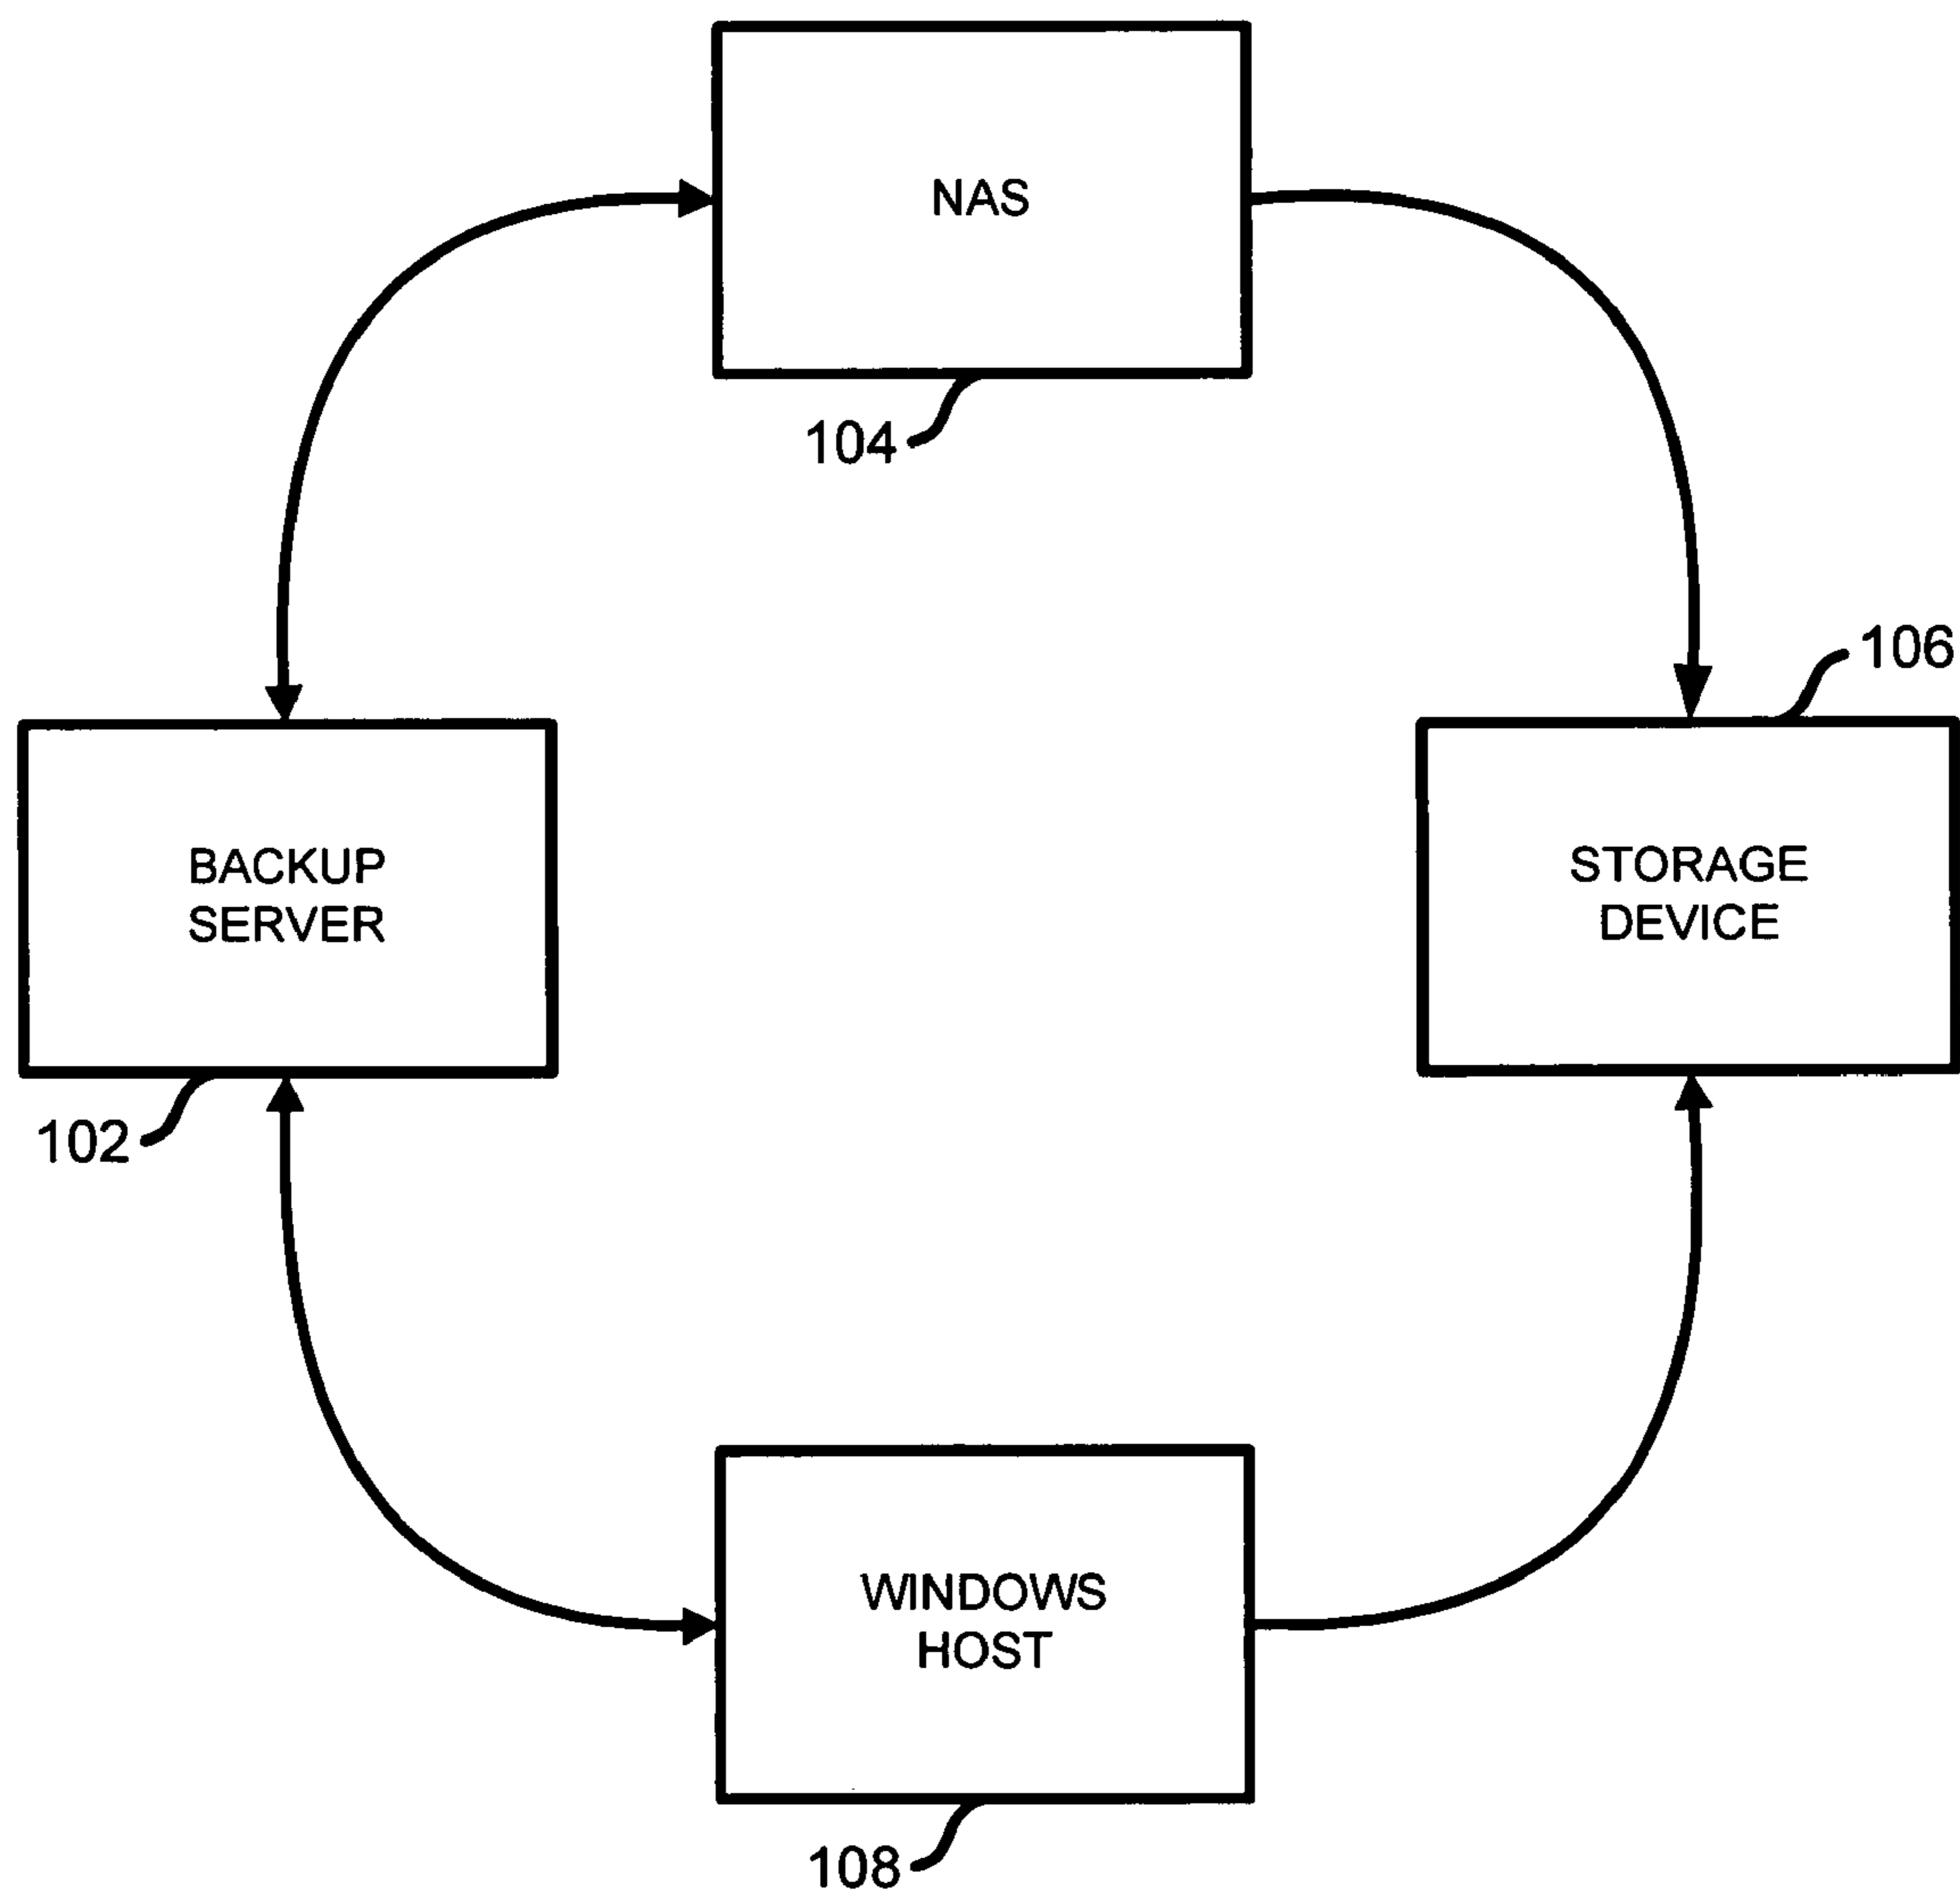 NAS
104
106
BACKUP
SERVER
STORAGE
DEVICE
102
WINDOWS
HOST
108